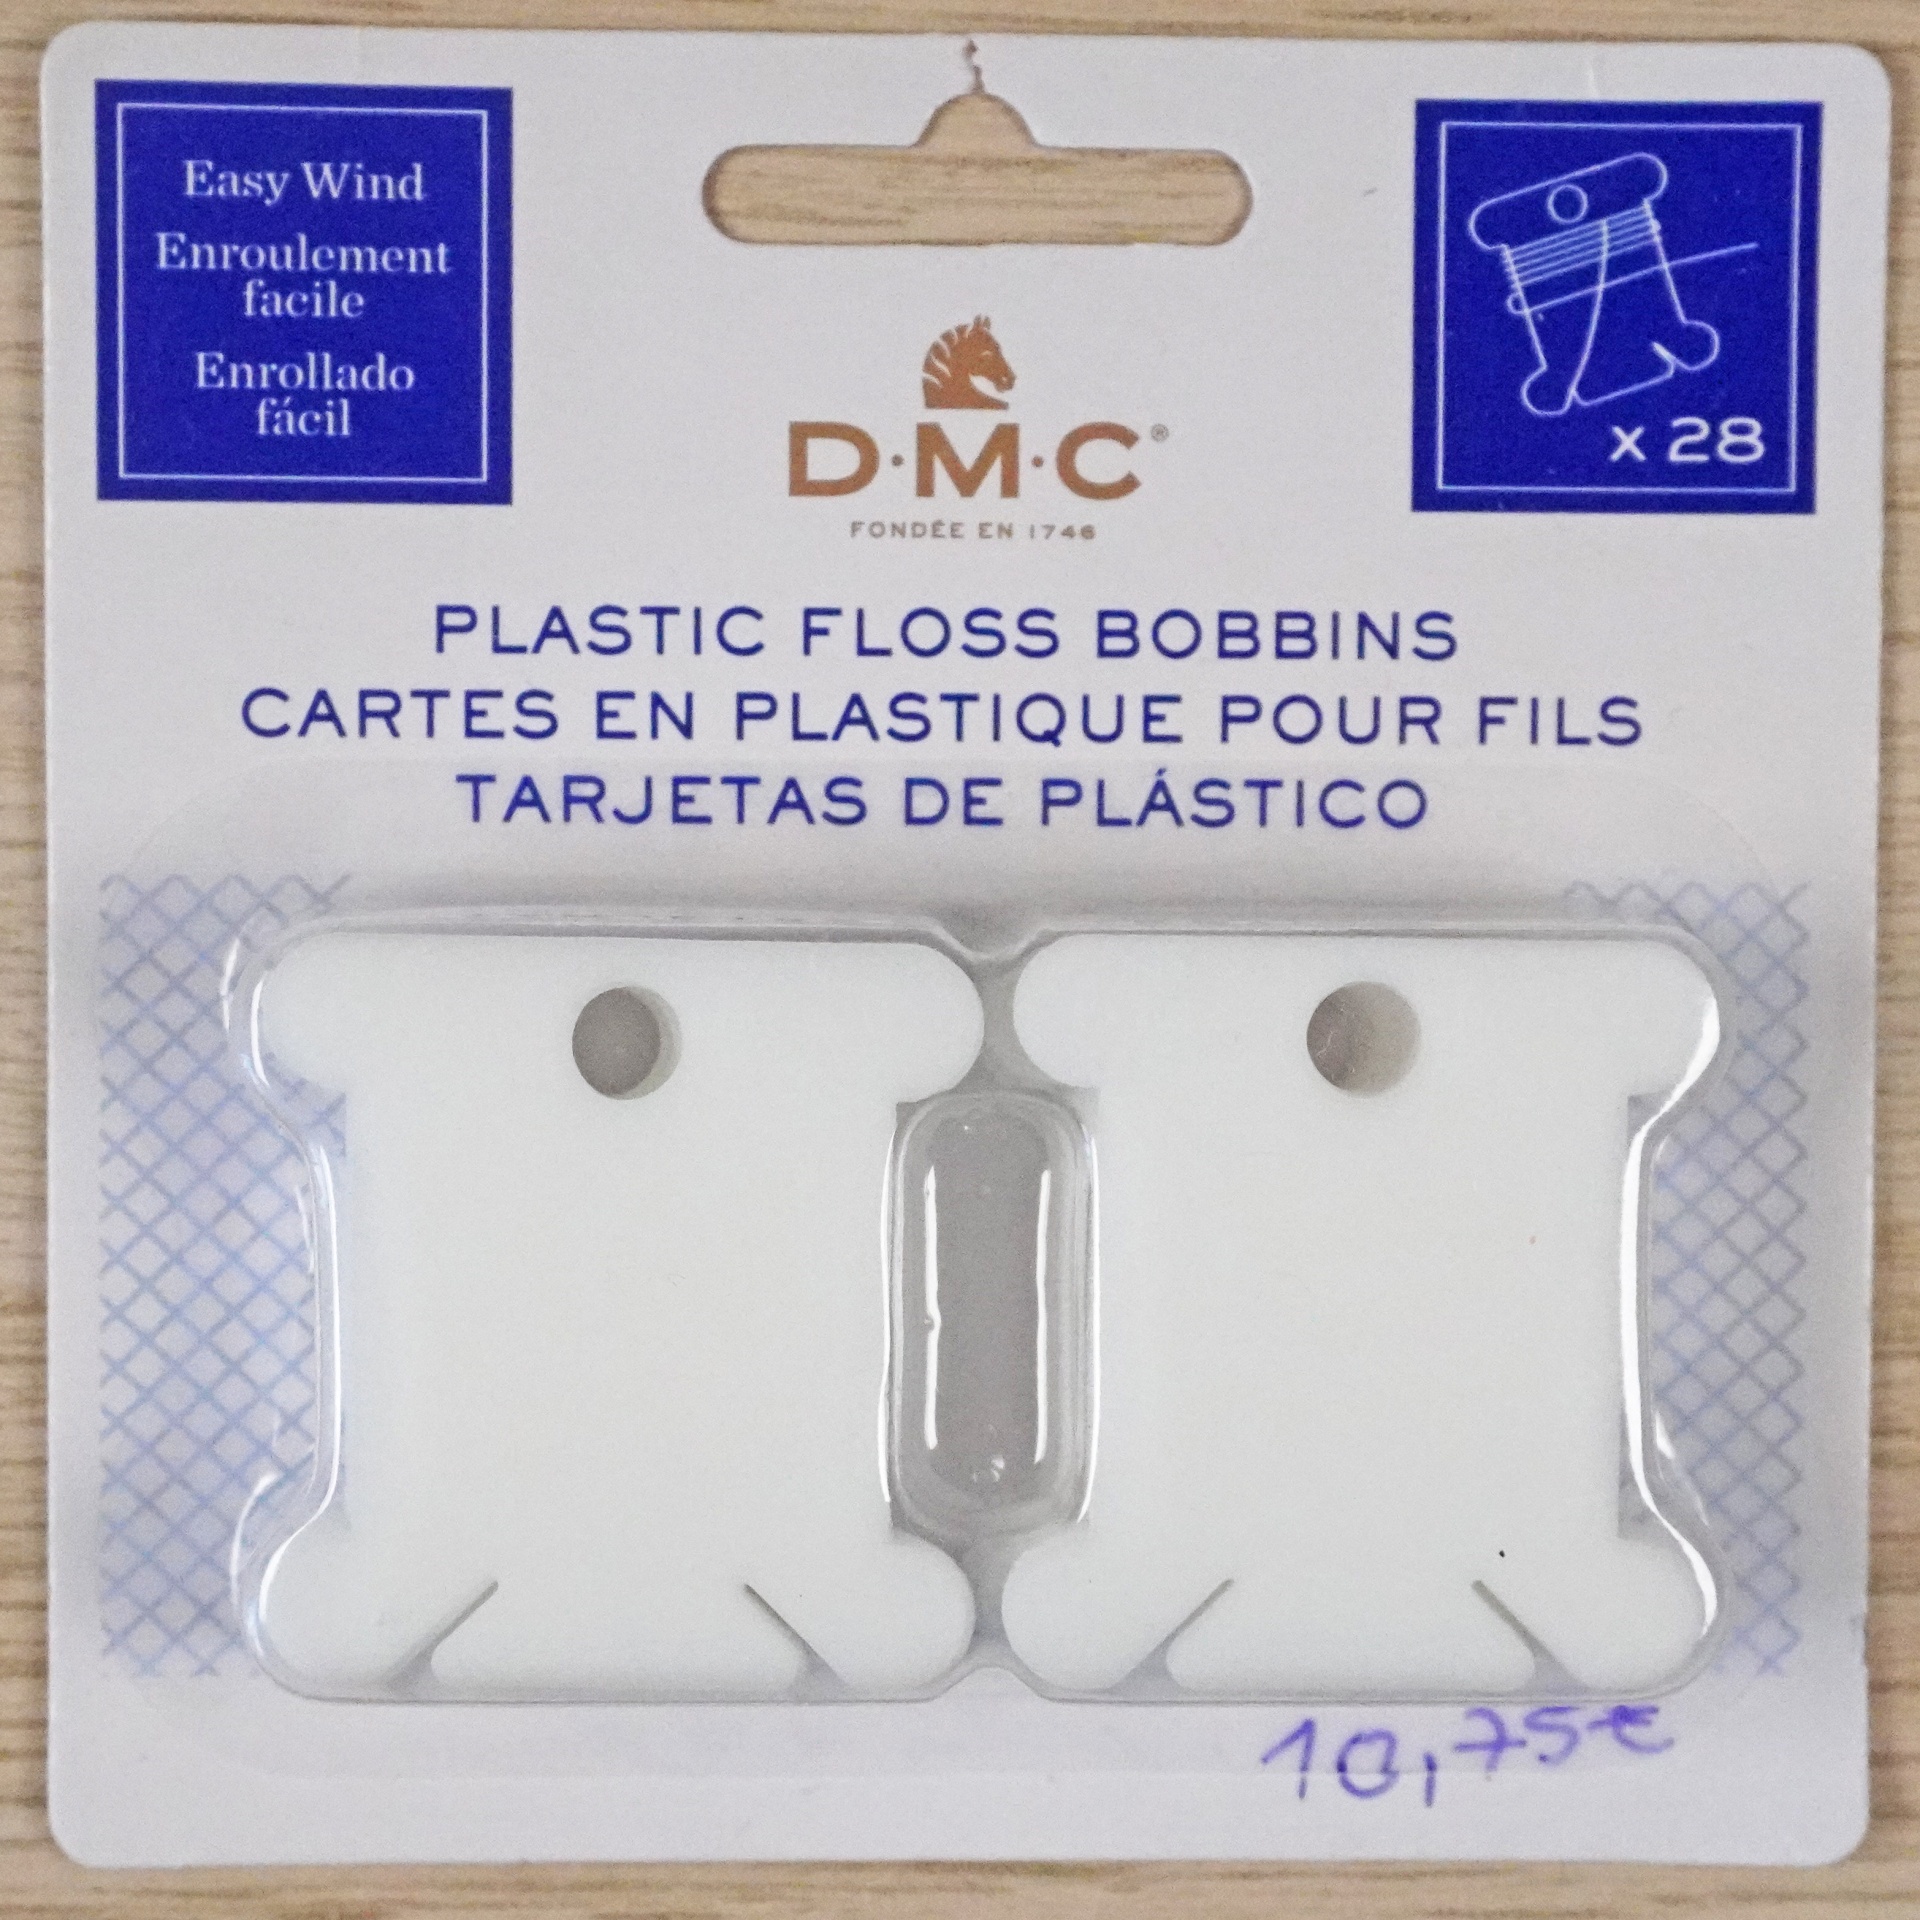 Easy Wind
Enroulement
facile
Enrollado
fácil
x 28
D·M·C®
FONDÉE EN 1746
PLASTIC FLOSS BOBBINS
CARTES EN PLASTIQUE POUR FILS
TARJETAS DE PLÁSTICO
10,75€